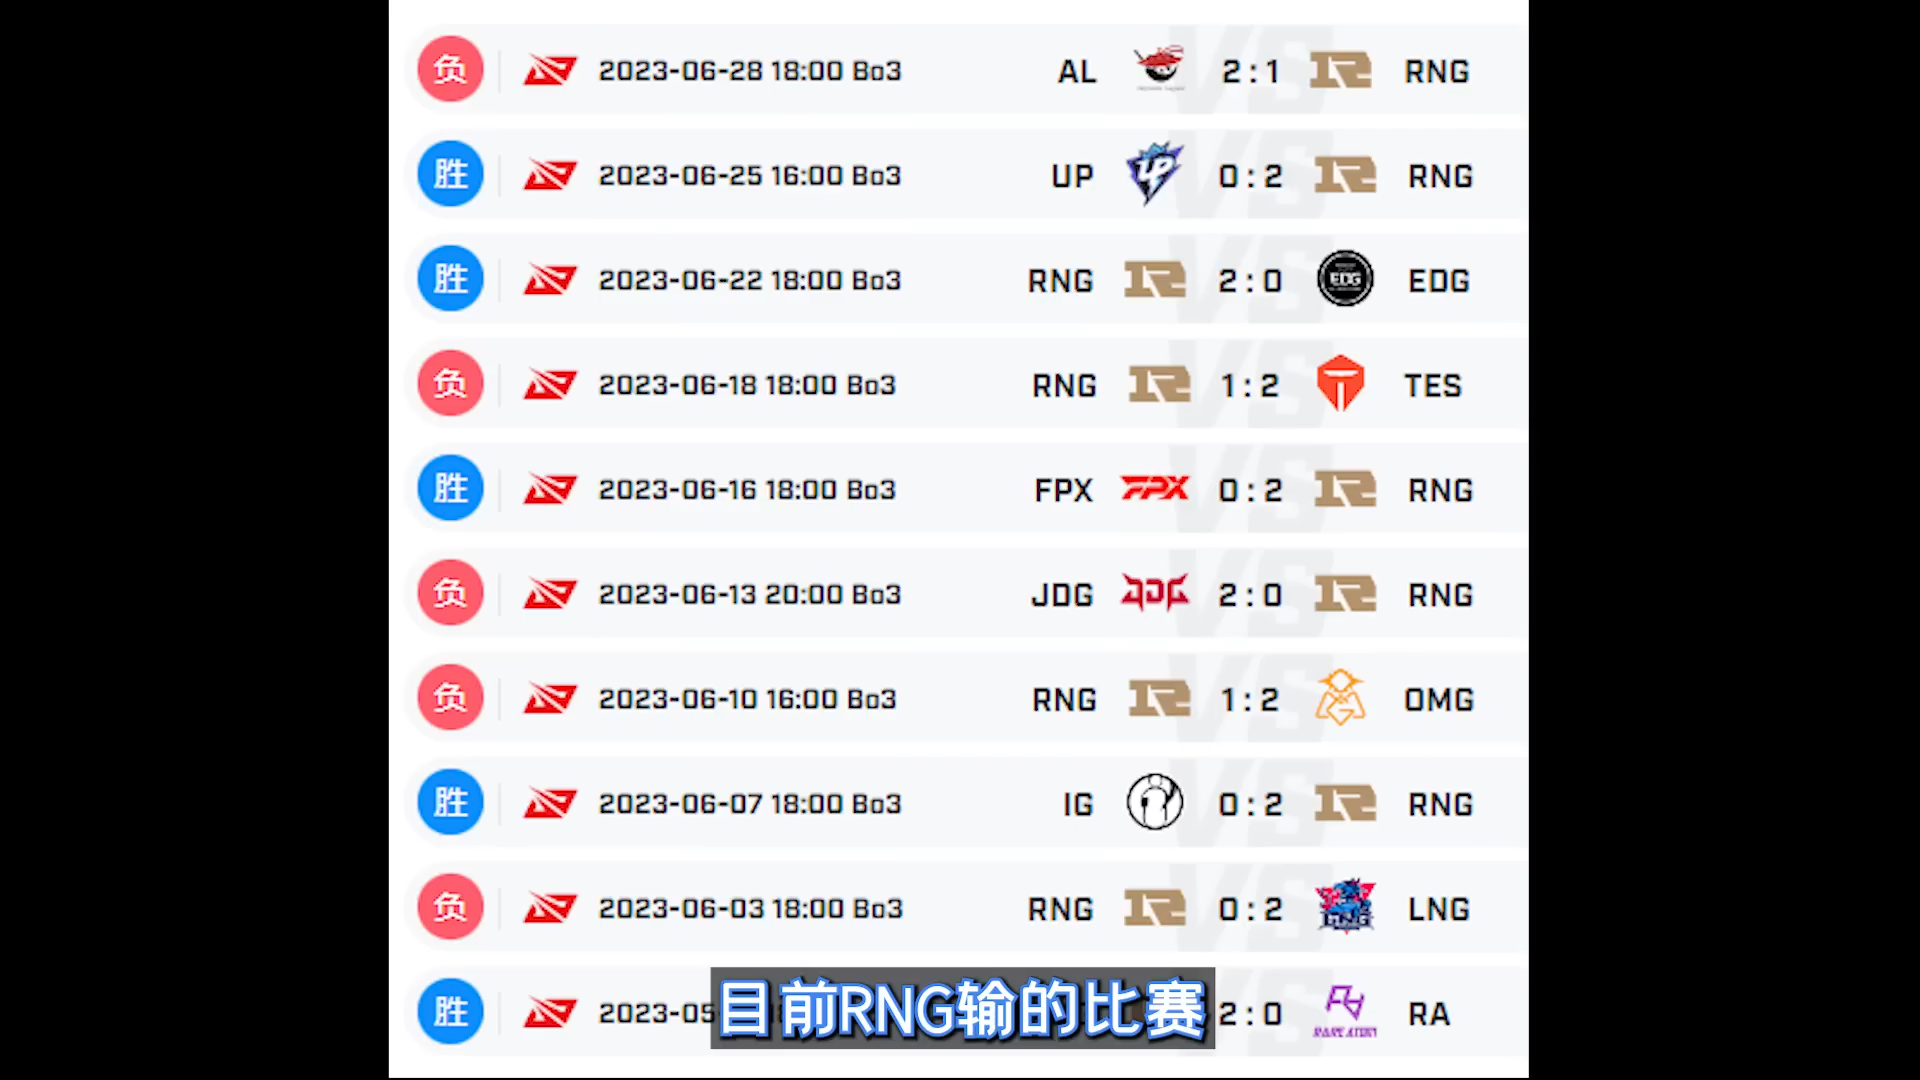 负 2023-06-28 18:00 Bo3 AL 2:1 RNG
胜 2023-06-25 16:00 Bo3 UP 0:2 RNG
胜 2023-06-22 18:00 Bo3 RNG 2:0 EDG EDG
负 2023-06-18 18:00 Bo3 RNG 1:2 TES
胜 2023-06-16 18:00 Bo3 FPX FPX 0:2 RNG
负 2023-06-13 20:00 Bo3 JDG JDG 2:0 RNG
负 2023-06-10 16:00 Bo3 RNG 1:2 OMG
胜 2023-06-07 18:00 Bo3 IG 0:2 RNG
负 2023-06-03 18:00 Bo3 RNG 0:2 LNG LNG
胜 2023-05 2:0 RARE ATOM RA
目前RNG输的比赛